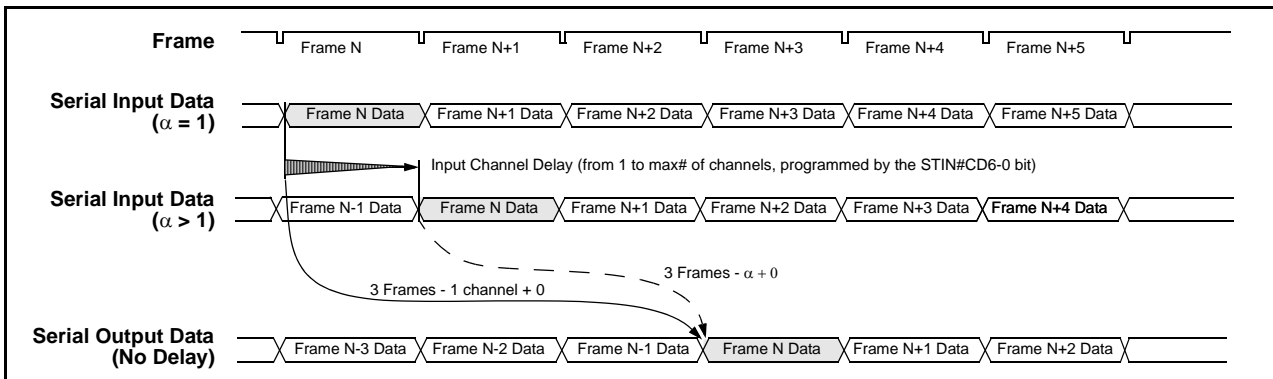 Frame
Frame N Frame N+1 Frame N+2 Frame N+3 Frame N+4 Frame N+5
Serial Input Data
(α = 1)
Frame N Data Frame N+1 Data Frame N+2 Data Frame N+3 Data Frame N+4 Data Frame N+5 Data
Input Channel Delay (from 1 to max# of channels, programmed by the STIN#CD6-0 bit)
Serial Input Data
(α > 1)
Frame N-1 Data Frame N Data Frame N+1 Data Frame N+2 Data Frame N+3 Data Frame N+4 Data
3 Frames - α + 0
3 Frames - 1 channel + 0
Serial Output Data
(No Delay)
Frame N-3 Data Frame N-2 Data Frame N-1 Data Frame N Data Frame N+1 Data Frame N+2 Data